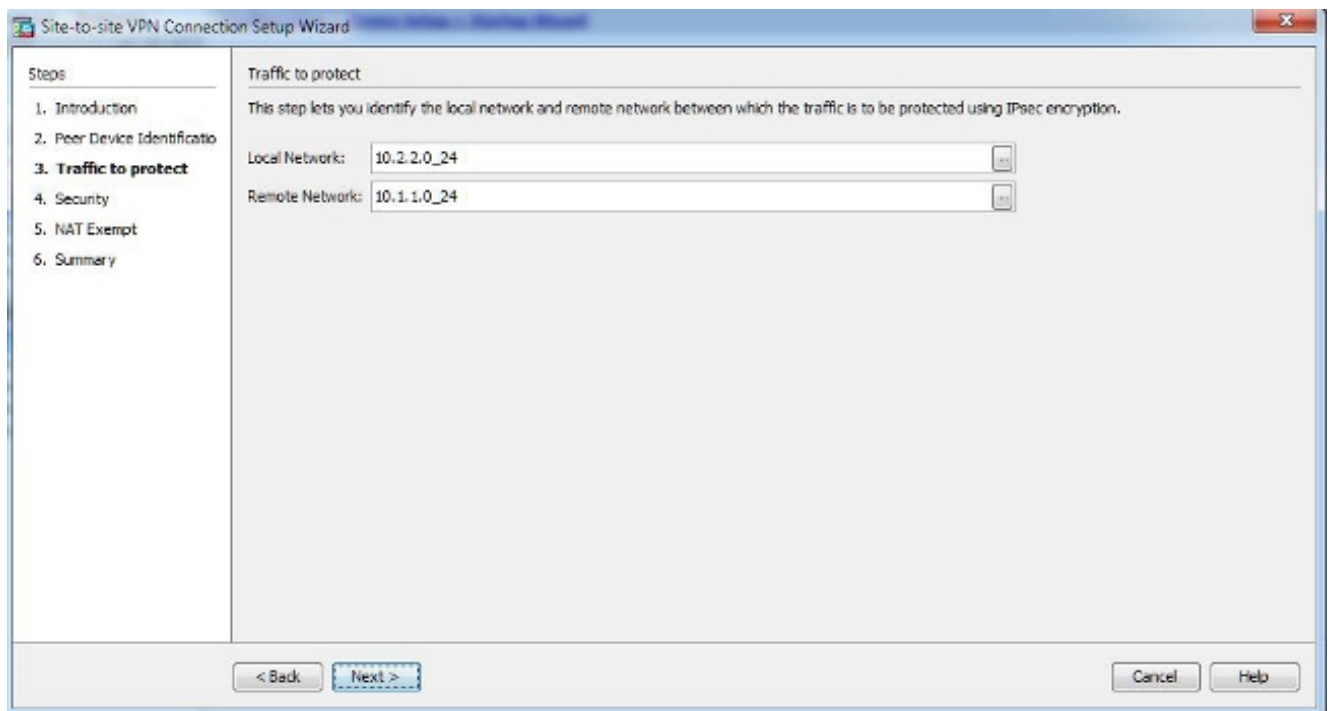 Site-to-site VPN Connection Setup Wizard
X
Steps
1. Introduction
2. Peer Device Identificatio
3. Traffic to protect
4. Security
5. NAT Exempt
6. Summary
Traffic to protect
This step lets you identify the local network and remote network between which the traffic is to be protected using IPsec encryption.
Local Network: 10.2.2.0_24 ...
Remote Network: 10.1.1.0_24 ...
< Back Next > Cancel Help